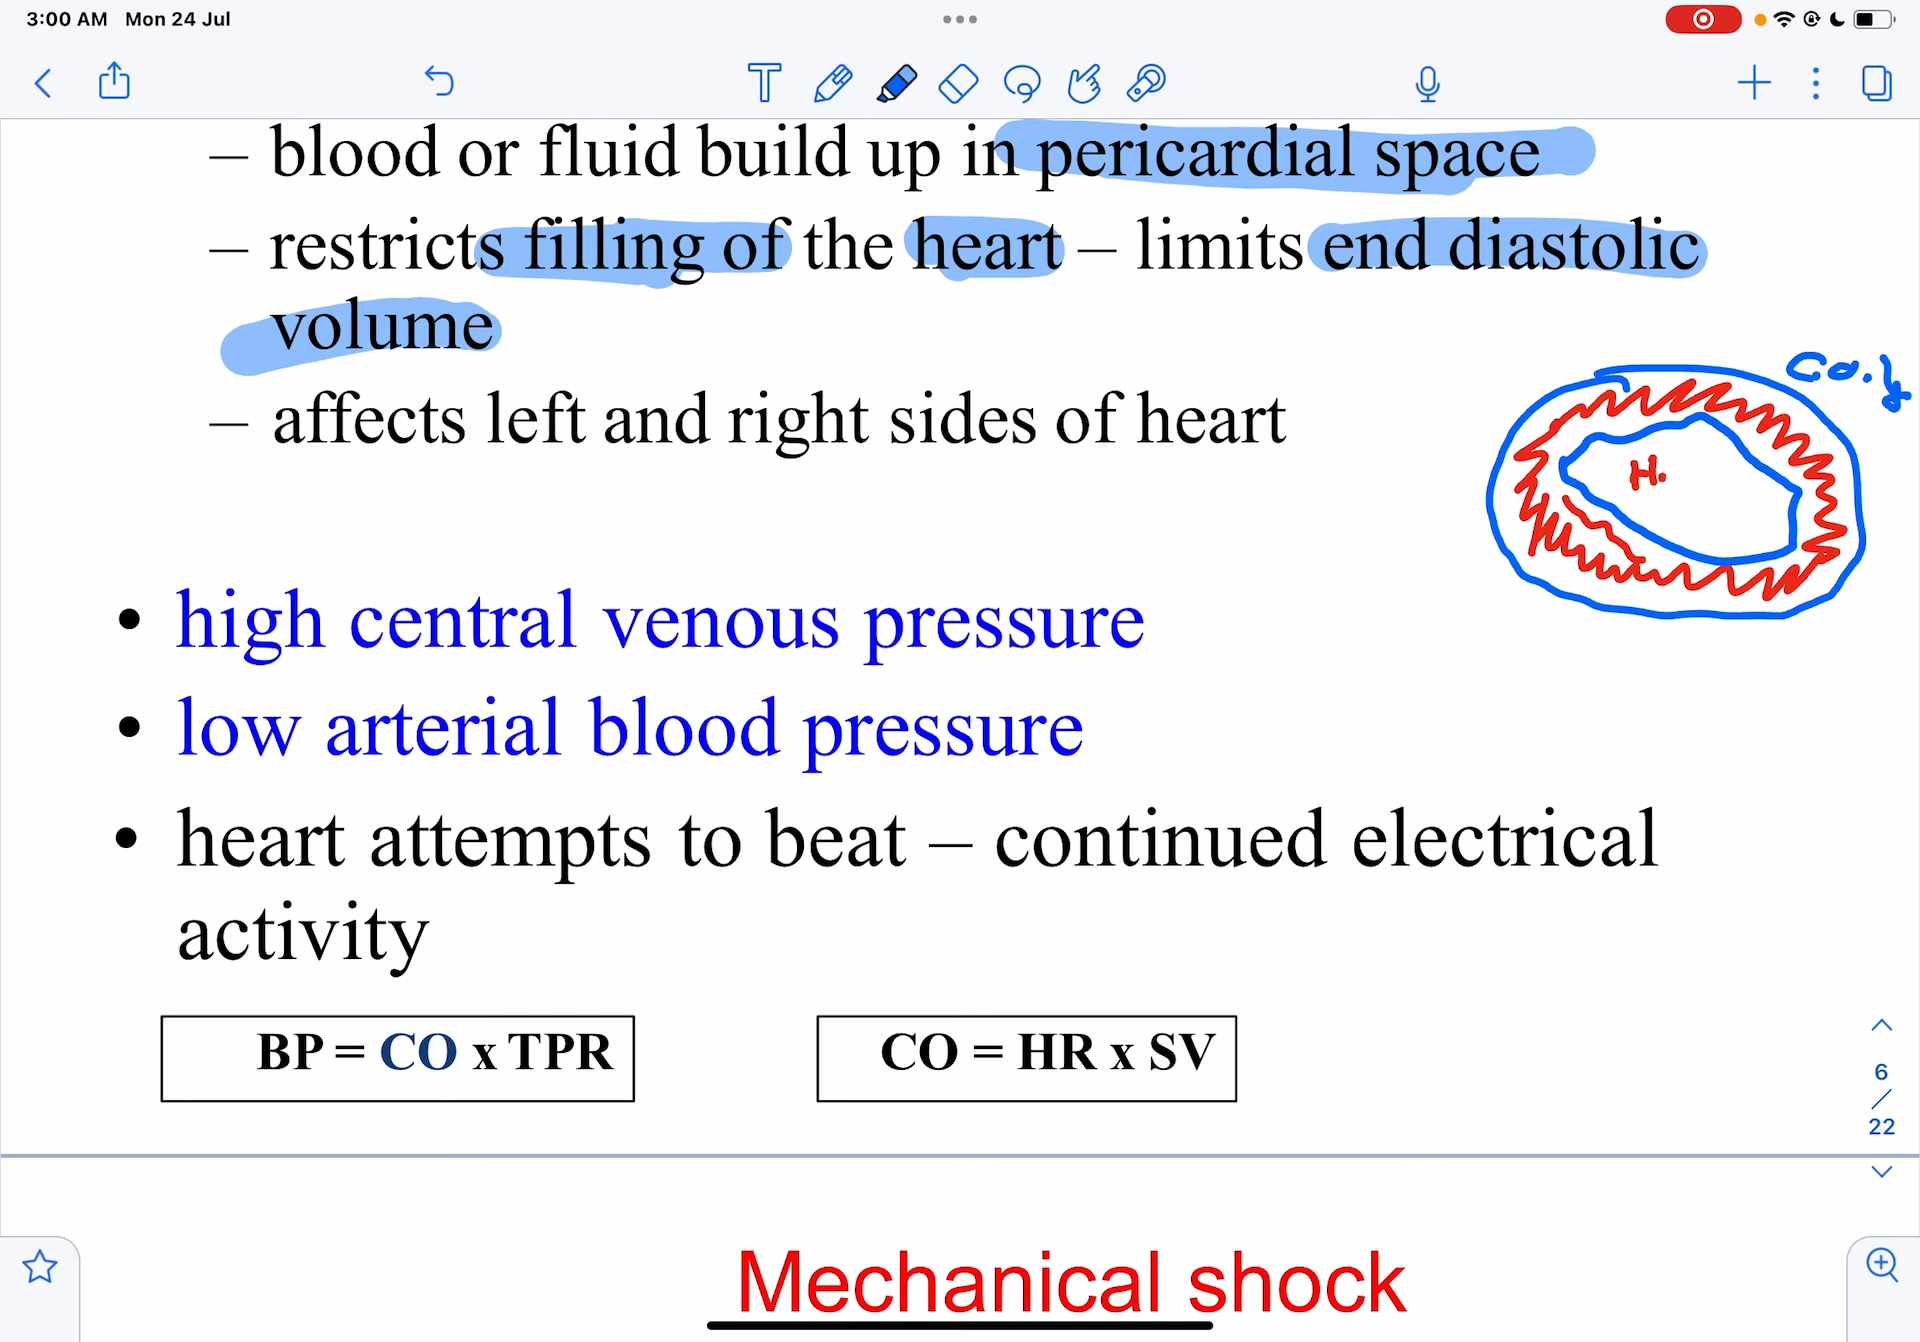 3:00 AM Mon 24 Jul
– blood or fluid build up in pericardial space
– restricts filling of the heart – limits end diastolic
volume
– affects left and right sides of heart
H.
• high central venous pressure
• low arterial blood pressure
• heart attempts to beat – continued electrical
activity
BP = CO x TPR
CO = HR x SV
6
/
22
Mechanical shock